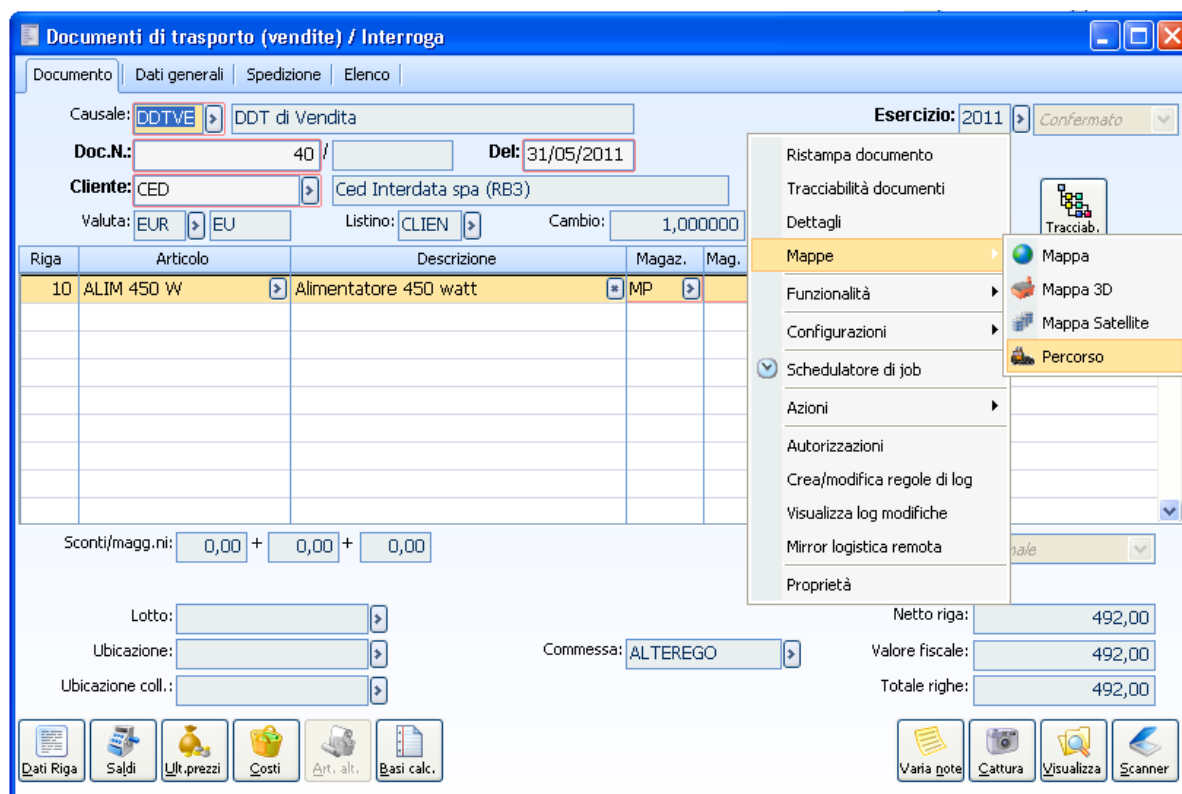 Documenti di trasporto (vendite) / Interroga
Documento Dati generali Spedizione Elenco
Causale: DDTVE DDT di Vendita Esercizio: 2011 Confermato
Doc.N.: 40 / Del: 31/05/2011
Cliente: CED Ced Interdata spa (RB3)
Valuta: EUR EU Listino: CLIEN Cambio: 1,000000
Tracciab.
Riga Articolo Descrizione Magaz. Mag.
10 ALIM 450 W Alimentatore 450 watt MP
Ristampa documento
Tracciabilità documenti
Dettagli
Mappe
Funzionalità
Configurazioni
Schedulatore di job
Azioni
Autorizzazioni
Crea/modifica regole di log
Visualizza log modifiche
Mirror logistica remota
Proprietà
Mappa
Mappa 3D
Mappa Satellite
Percorso
Sconti/magg.ni: 0,00 + 0,00 + 0,00
Lotto: Netto riga: 492,00
Ubicazione: Commessa: ALTEREGO Valore fiscale: 492,00
Ubicazione coll.: Totale righe: 492,00
Dati Riga Saldi Ult.prezzi Costi Art. alt. Basi calc. Varia note Cattura Visualizza Scanner